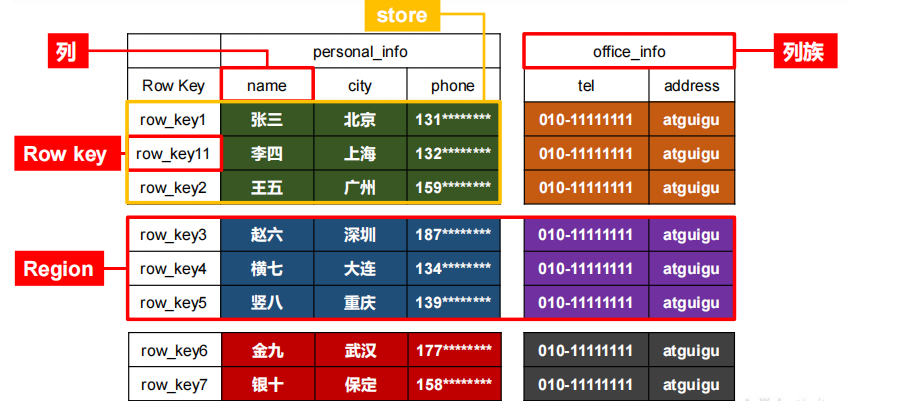 store
列
personal_info
office_info
列族
Row Key name city phone tel address
row_key1 张三 北京 131******** 010-11111111 atguigu
Row key
row_key11 李四 上海 132******** 010-11111111 atguigu
row_key2 王五 广州 159******** 010-11111111 atguigu
row_key3 赵六 深圳 187******** 010-11111111 atguigu
Region
row_key4 横七 大连 134******** 010-11111111 atguigu
row_key5 竖八 重庆 139******** 010-11111111 atguigu
row_key6 金九 武汉 177******** 010-11111111 atguigu
row_key7 银十 保定 158******** 010-11111111 atguigu